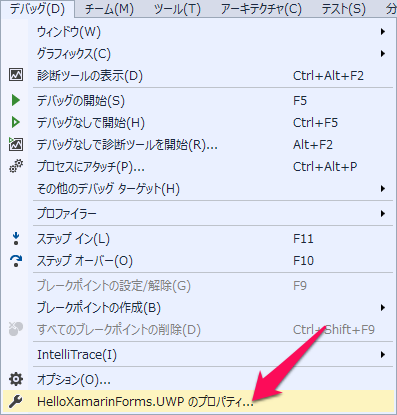 デバッグ(D) チーム(M) ツール(T) アーキテクチャ(C) テスト(S) 分
ウィンドウ(W)
グラフィックス(C)
診断ツールの表示(D) Ctrl+Alt+F2
デバッグの開始(S) F5
デバッグなしで開始(H) Ctrl+F5
デバッグなしで診断ツールを開始(R)... Alt+F2
プロセスにアタッチ(P)... Ctrl+Alt+P
その他のデバッグ ターゲット(H)
プロファイラー
ステップ イン(L) F11
ステップ オーバー(O) F10
ブレークポイントの設定/解除(G) F9
ブレークポイントの作成(B)
すべてのブレークポイントの削除(D) Ctrl+Shift+F9
IntelliTrace(I)
オプション(O)...
HelloXamarinForms.UWP のプロパティ...